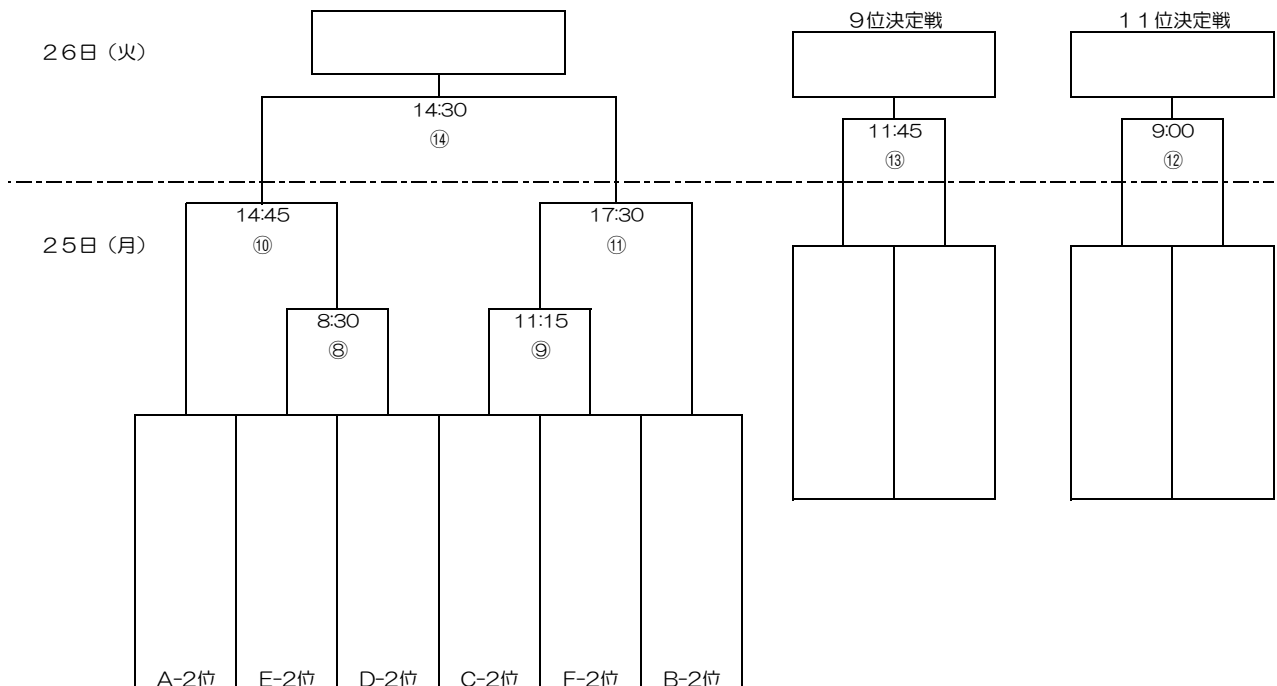 ９位決定戦
１１位決定戦
２６日（火）
14:30
⑭
11:45
⑬
9:00
⑫
２５日（月）
14:45
⑩
17:30
⑪
8:30
⑧
11:15
⑨
A-2位
E-2位
D-2位
C-2位
F-2位
B-2位